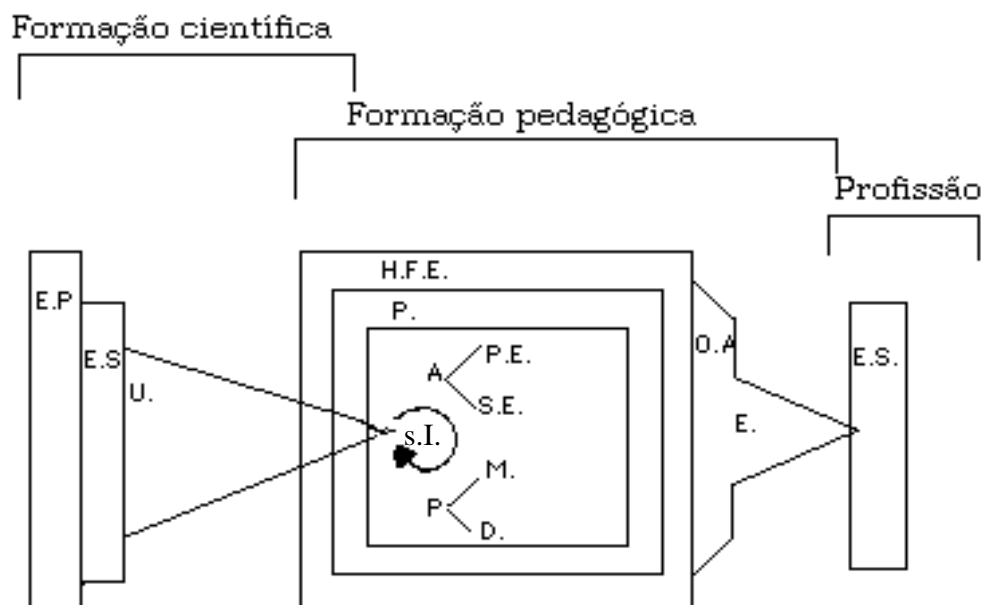 Formação científica
Formação pedagógica
Profissão
H.F.E.
E.P
P.
E.S
U.
A
P.E.
S.E.
O.A
E.S.
s.I.
E.
M.
P
D.